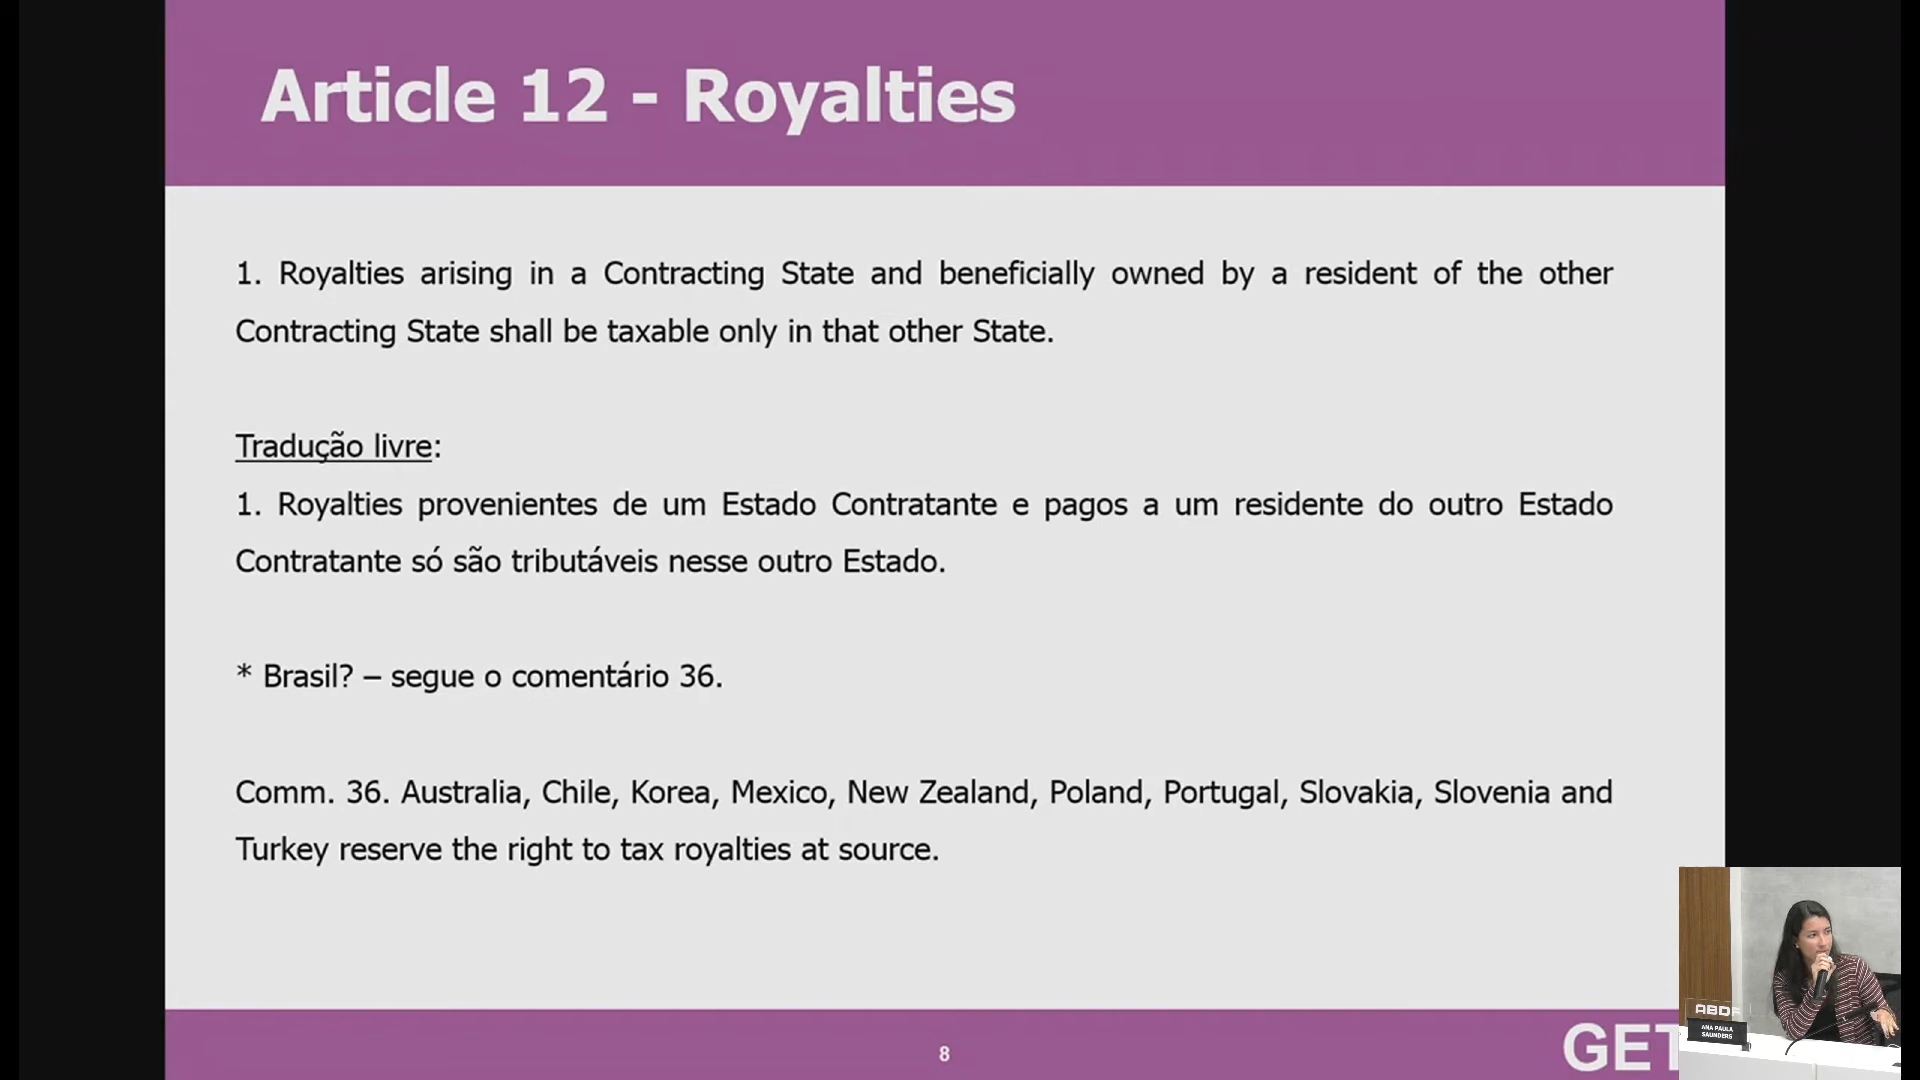 Article 12 - Royalties
1. Royalties arising in a Contracting State and beneficially owned by a resident of the other
Contracting State shall be taxable only in that other State.
Tradução livre:
1. Royalties provenientes de um Estado Contratante e pagos a um residente do outro Estado
Contratante só são tributáveis nesse outro Estado.
* Brasil? – segue o comentário 36.
Comm. 36. Australia, Chile, Korea, Mexico, New Zealand, Poland, Portugal, Slovakia, Slovenia and
Turkey reserve the right to tax royalties at source.
8
GET
ABDF
ANA PAULA
SAUNDERS